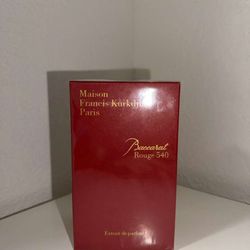 Maison
Francis Kurkdjian
Paris
Baccarat
Rouge 540
Extrait de parfum